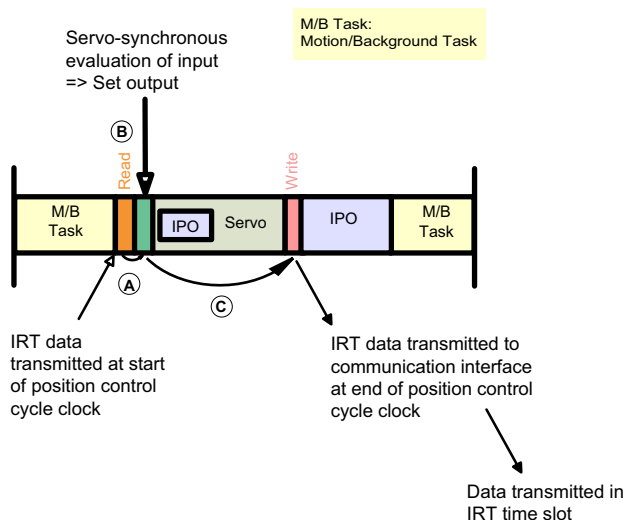 M/B Task:
Motion/Background Task
Servo-synchronous
evaluation of input
=> Set output
B
Read
Write
M/B
Task
IPO
Servo
IPO
M/B
Task
A
C
IRT data
transmitted at start
of position control
cycle clock
IRT data transmitted to
communication interface
at end of position control
cycle clock
Data transmitted in
IRT time slot